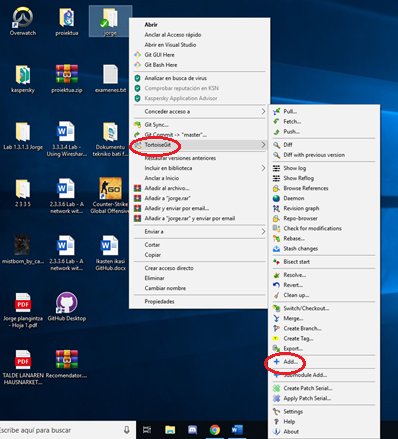 Overwatch
proiektua
jorge
kaspersky
proiektua.zip
examenes.txt
Lab 1.3.1.3 Jorge
2.3.3.5 Lab -
Using Wireshar...
Dokumentu
tekniko bati f...
2 3 3 5
2.3.3.4 Lab - A
network wit...
Counter-Strike
Global Offensive
mistborn_by_ca...
2.3.3.6 Lab - A
network wit...
Ikasten ikasi
GitHub.docx
Jorge plangintza
- Hoja 1.pdf
GitHub Desktop
TALDE LANAREN
HAUSNARKET...
Recomendator...
Abrir
Anclar al Acceso rápido
Abrir en Visual Studio
Git GUI Here
Git Bash Here
Analizar en busca de virus
Comprobar reputación en KSN
Kaspersky Application Advisor
Conceder acceso a
Git Sync...
Git Commit -> "master"...
TortoiseGit
Restaurar versiones anteriores
Incluir en biblioteca
Anclar a Inicio
Añadir al archivo...
Añadir a "jorge.rar"
Añadir y enviar por email...
Añadir a "jorge.rar" y enviar por email
Enviar a
Cortar
Copiar
Crear acceso directo
Eliminar
Cambiar nombre
Propiedades
Pull...
Fetch...
Push...
Diff
Diff with previous version
Show log
Show Reflog
Browse References
Daemon
Revision graph
Repo-browser
Check for modifications
Rebase...
Stash changes
Bisect start
Resolve...
Revert...
Clean up...
Switch/Checkout...
Merge...
Create Branch...
Create Tag...
Export...
Add...
Submodule Add...
Create Patch Serial...
Apply Patch Serial...
Settings
Help
About
Escribe aquí para buscar